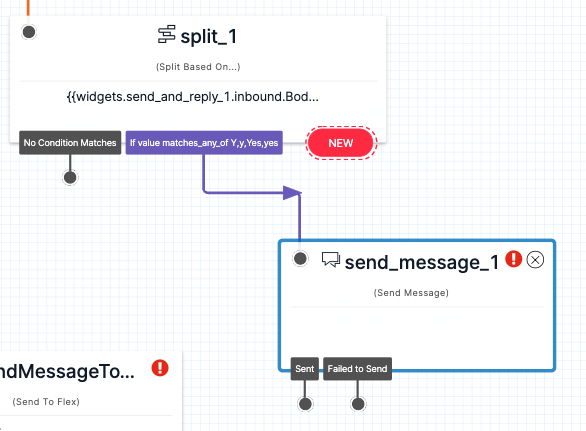 split_1
(Split Based On...)
{{widgets.send_and_reply_1.inbound.Bod...
No Condition Matches
If value matches_any_of Y,y,Yes,yes
NEW
send_message_1
(Send Message)
Sent
Failed to Send
ndMessageTo...
(Send To Flex)